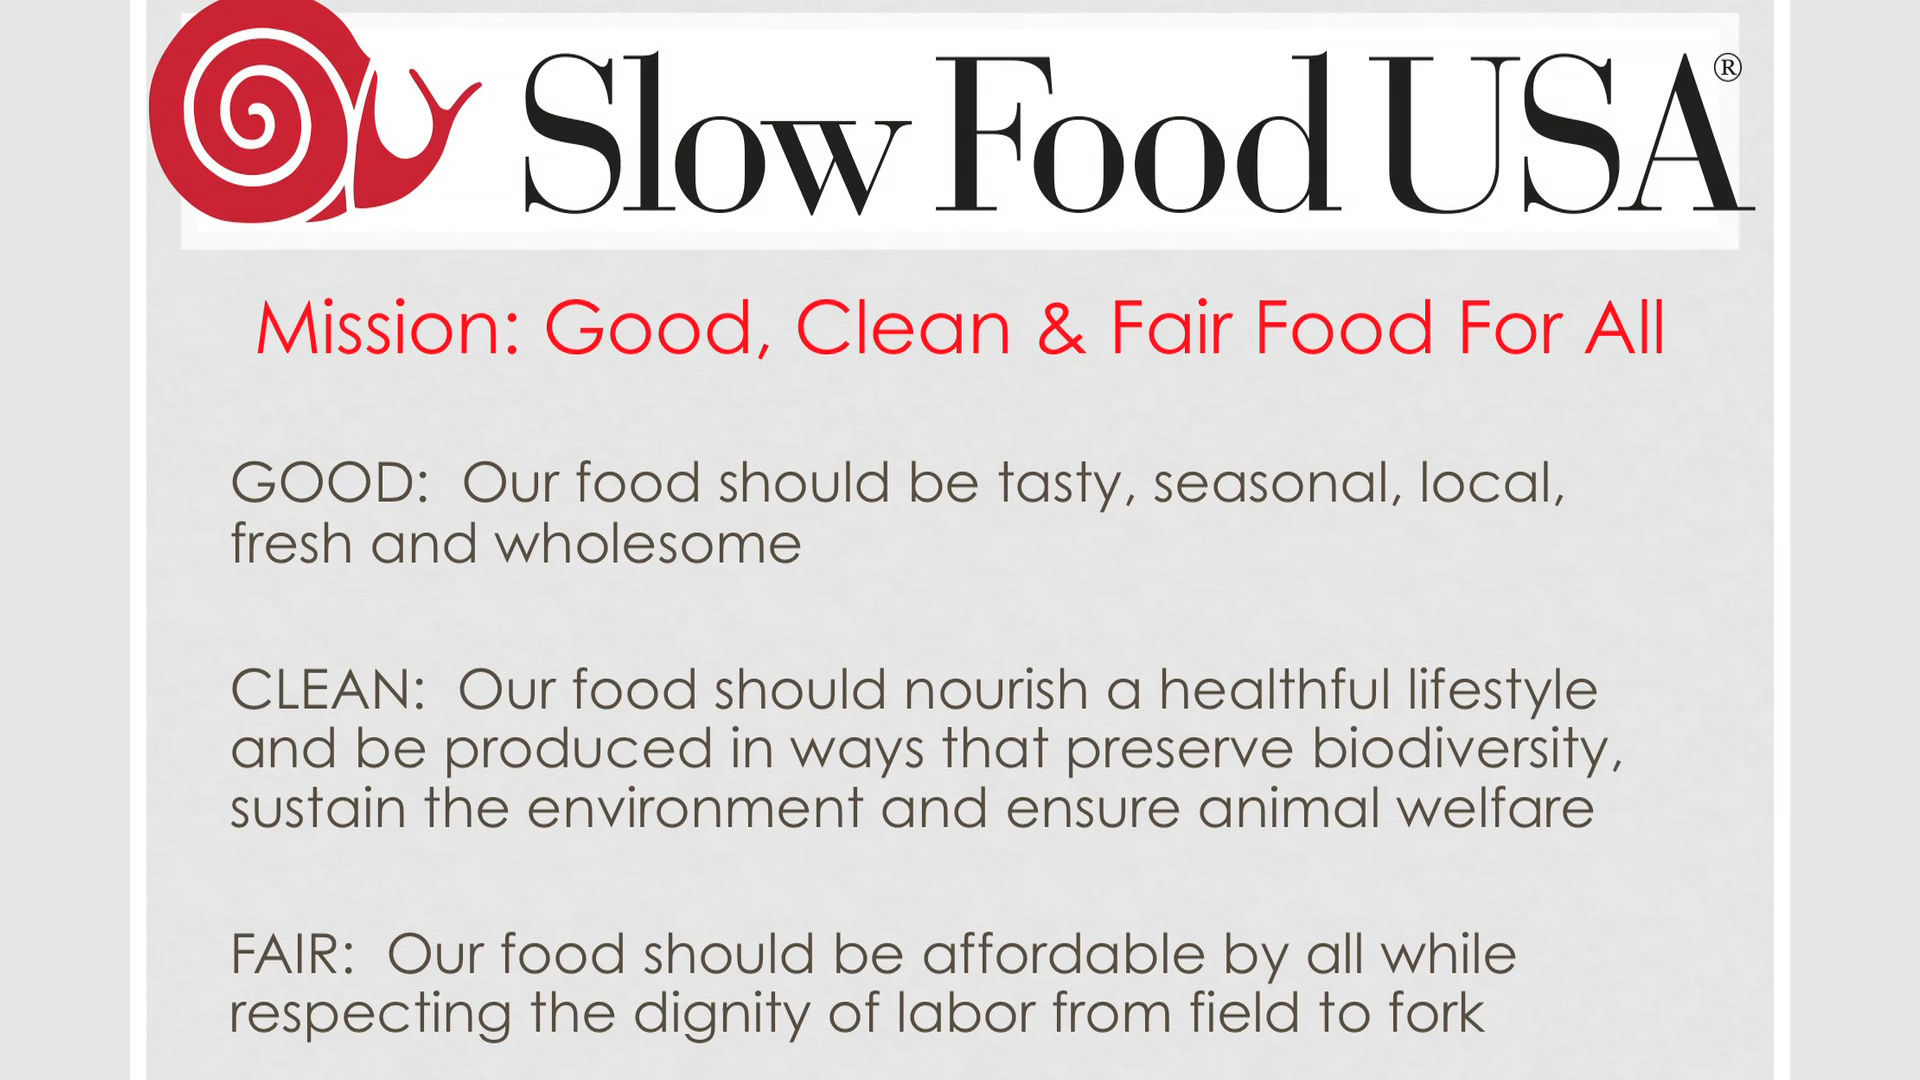 Slow Food USA®
Mission: Good, Clean & Fair Food For All
GOOD:  Our food should be tasty, seasonal, local,
fresh and wholesome
CLEAN:  Our food should nourish a healthful lifestyle
and be produced in ways that preserve biodiversity,
sustain the environment and ensure animal welfare
FAIR:  Our food should be affordable by all while
respecting the dignity of labor from field to fork